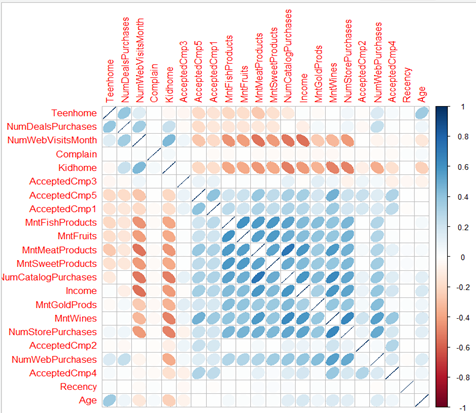 Teenhome
NumDealsPurchases
NumWebVisitsMonth
Complain
Kidhome
AcceptedCmp3
AcceptedCmp5
AcceptedCmp1
MntFishProducts
MntFruits
MntMeatProducts
MntSweetProducts
NumCatalogPurchases
Income
MntGoldProds
MntWines
NumStorePurchases
AcceptedCmp2
NumWebPurchases
AcceptedCmp4
Recency
Age
Teenhome
NumDealsPurchases
NumWebVisitsMonth
Complain
Kidhome
AcceptedCmp3
AcceptedCmp5
AcceptedCmp1
MntFishProducts
MntFruits
MntMeatProducts
MntSweetProducts
NumCatalogPurchases
Income
MntGoldProds
MntWines
NumStorePurchases
AcceptedCmp2
NumWebPurchases
AcceptedCmp4
Recency
Age
1
0.8
0.6
0.4
0.2
0
-0.2
-0.4
-0.6
-0.8
-1